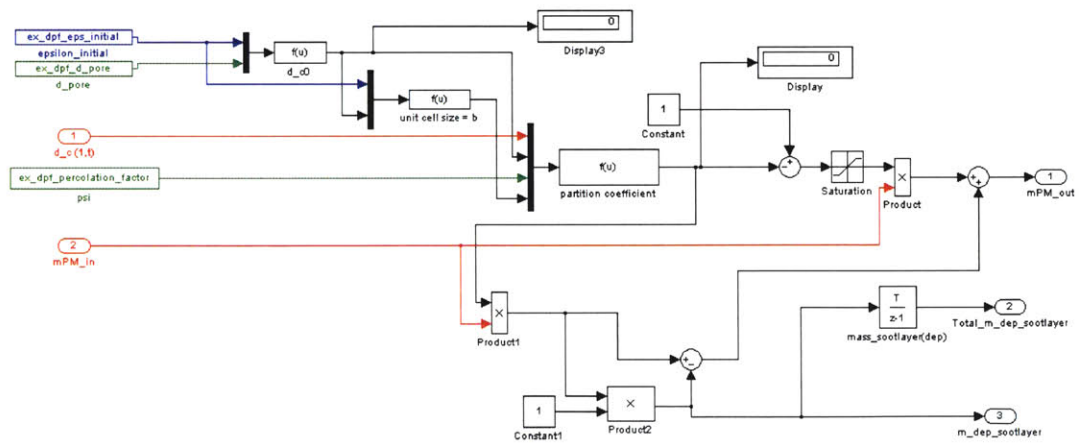 ex_dpf_eps_initial
epsilon_initial
ex_dpf_d_pore
d_pore
f(u)
d_c0
0
Display3
f(u)
unit cell size = b
0
Display
1
Constant
1
d_c (1,t)
ex_dpf_percolation_factor
psi
f(u)
partition coefficient
Saturation
×
Product
1
mPM_out
2
mPM_in
×
Product1
T
z-1
mass_sootlayer(dep)
2
Total_m_dep_sootlayer
1
Constant1
×
Product2
3
m_dep_sootlayer